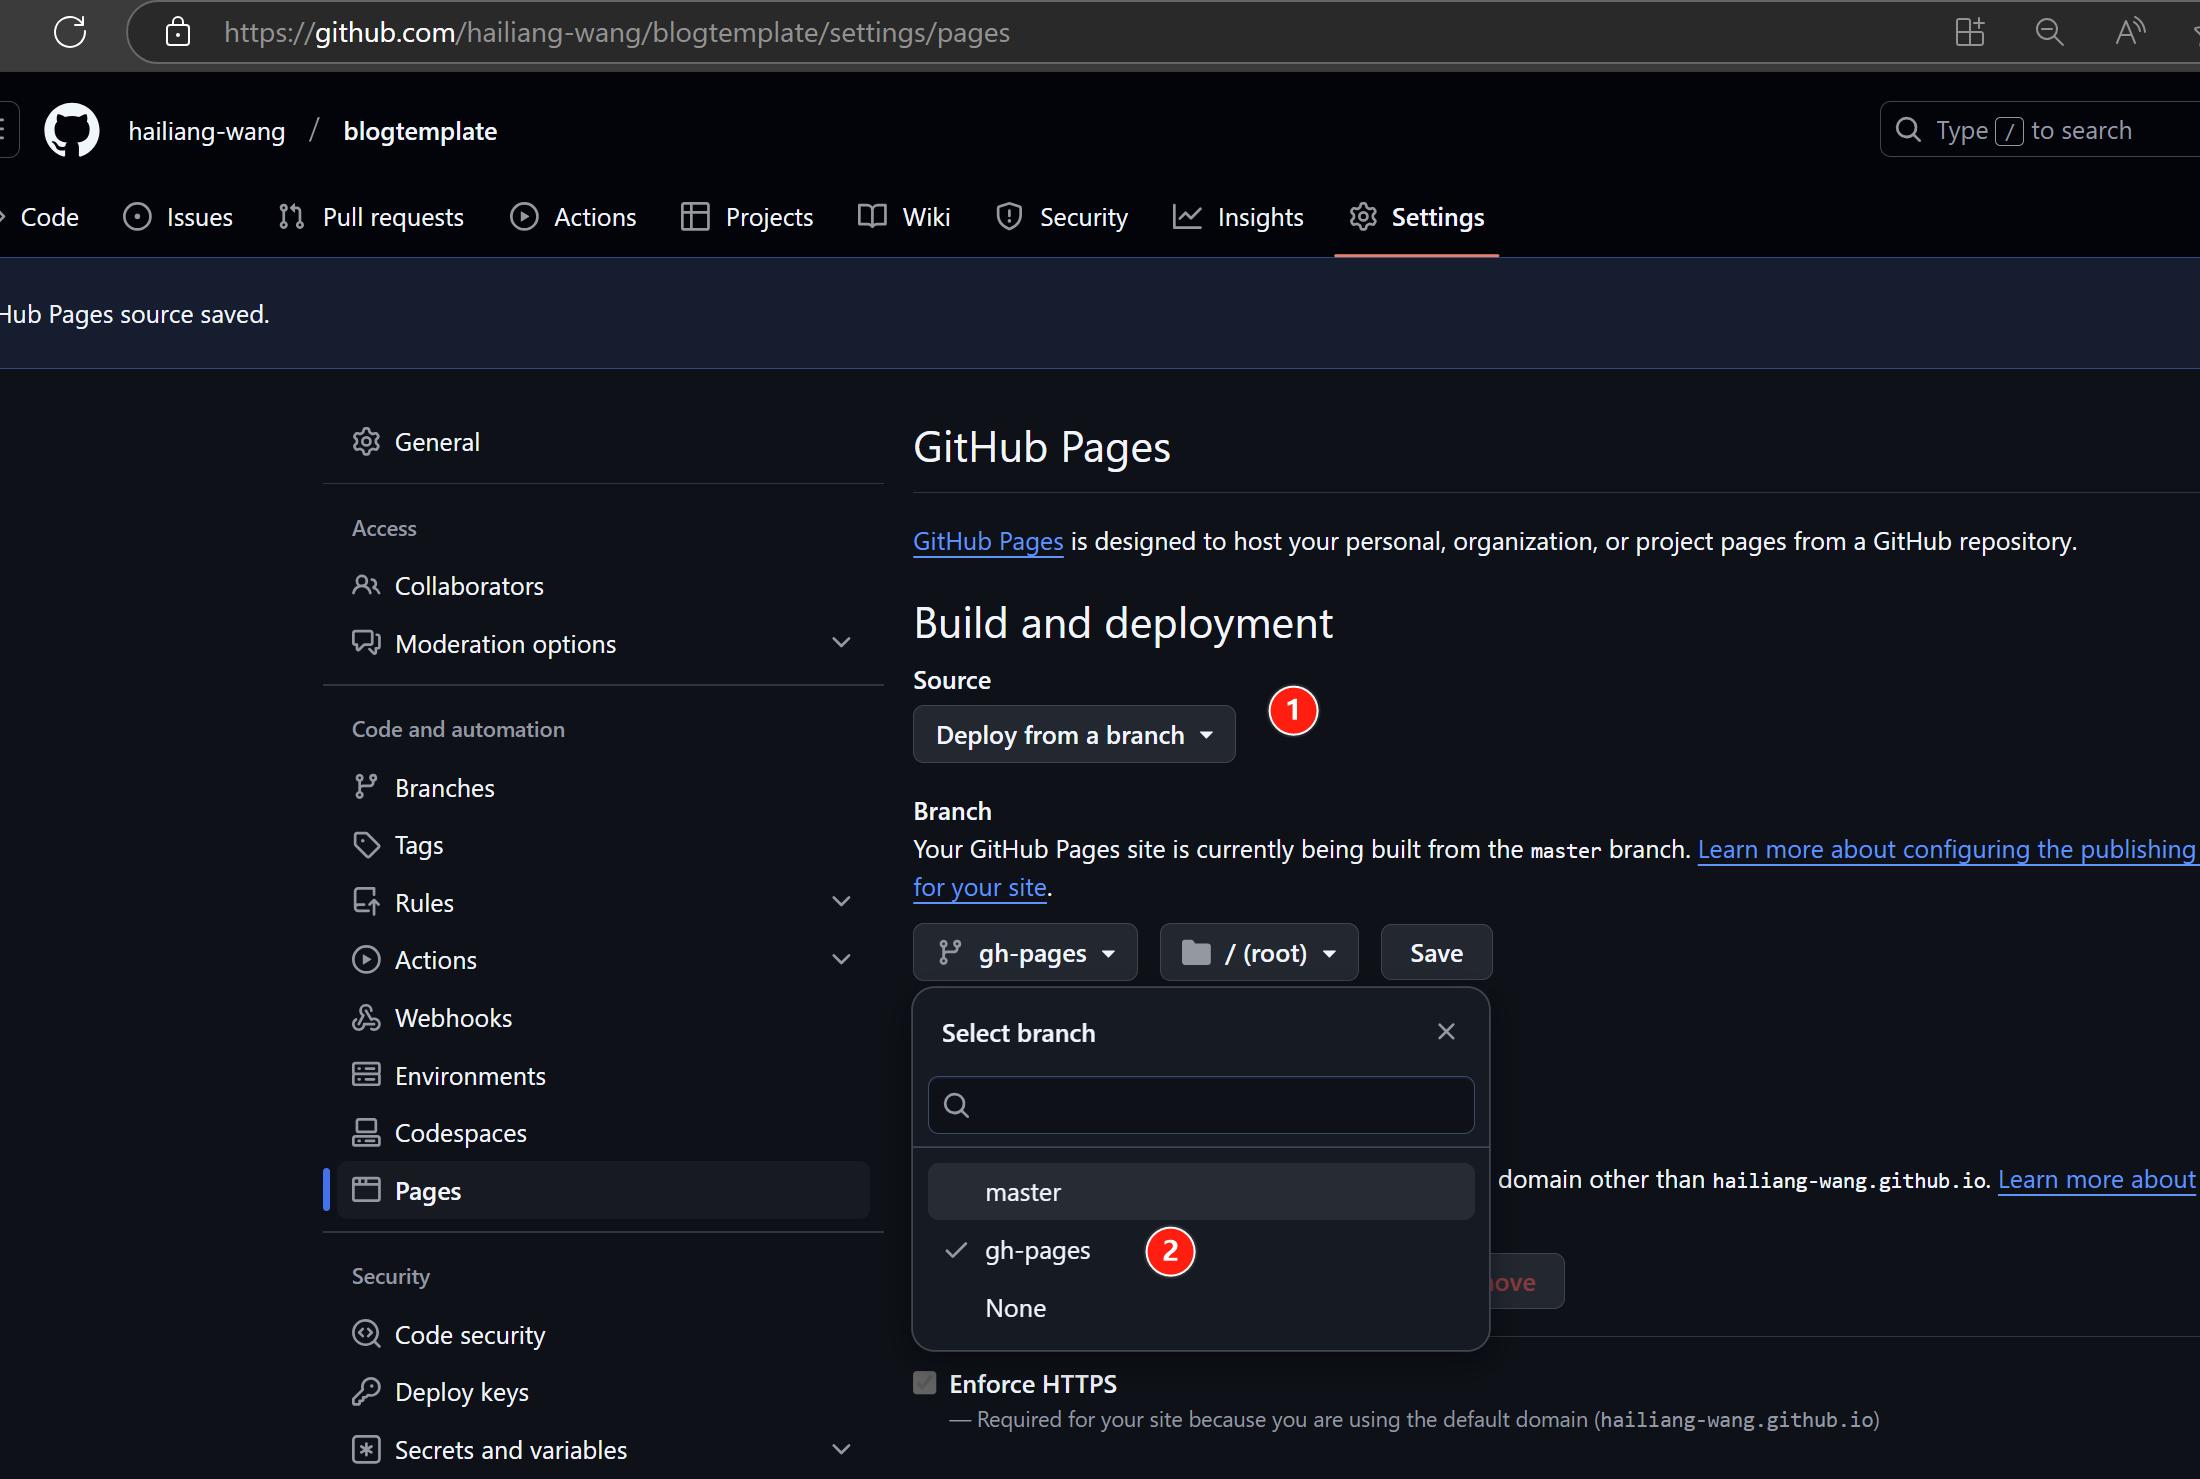 https://github.com/hailiang-wang/blogtemplate/settings/pages
hailiang-wang / blogtemplate
Type / to search
Code Issues Pull requests Actions Projects Wiki Security Insights Settings
Hub Pages source saved.
General
Access
Collaborators
Moderation options
Code and automation
Branches
Tags
Rules
Actions
Webhooks
Environments
Codespaces
Pages
Security
Code security
Deploy keys
Secrets and variables
GitHub Pages
GitHub Pages is designed to host your personal, organization, or project pages from a GitHub repository.
Build and deployment
Source
1
Deploy from a branch
Branch
Your GitHub Pages site is currently being built from the master branch. Learn more about configuring the publishing
for your site.
gh-pages / (root) Save
Select branch
master
gh-pages 2
None
domain other than hailiang-wang.github.io. Learn more about
ove
Enforce HTTPS
— Required for your site because you are using the default domain (hailiang-wang.github.io)